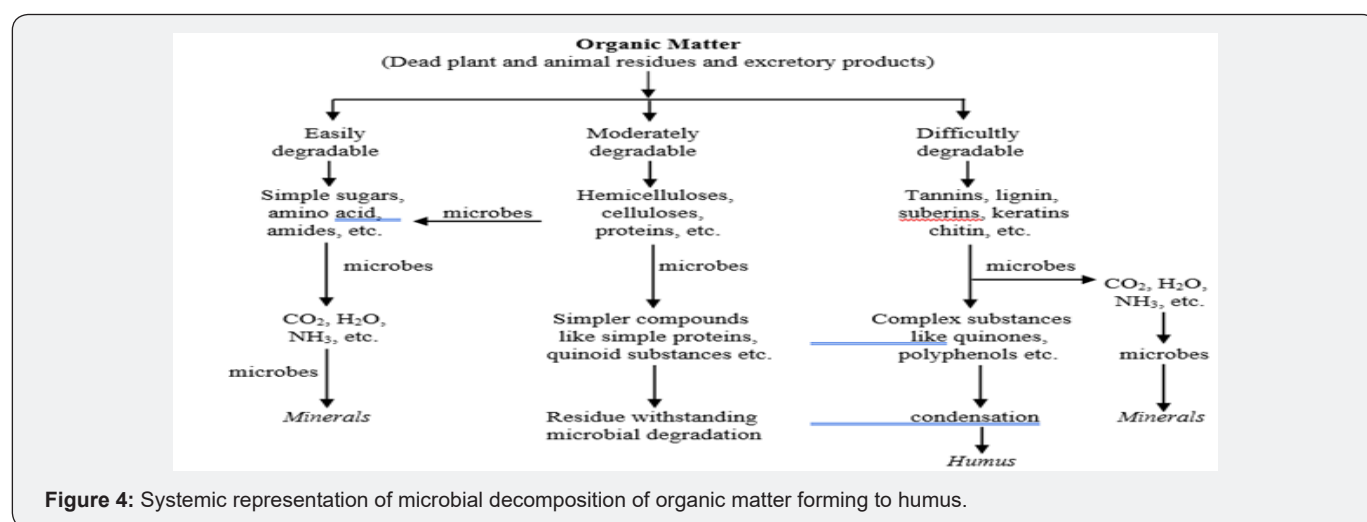 Organic Matter
(Dead plant and animal residues and excretory products)
Easily
degradable
Moderately
degradable
Difficultly
degradable
Simple sugars,
amino acid,
amides, etc.
microbes
Hemicelluloses,
celluloses,
proteins, etc.
Tannins, lignin,
suberins, keratins
chitin, etc.
microbes
microbes
microbes
CO₂, H₂O,
NH₃, etc.
CO₂, H₂O,
NH₃, etc.
Simpler compounds
like simple proteins,
quinoid substances etc.
Complex substances
like quinones,
polyphenols etc.
microbes
microbes
Minerals
Residue withstanding
microbial degradation
condensation
Minerals
Humus
Figure 4: Systemic representation of microbial decomposition of organic matter forming to humus.